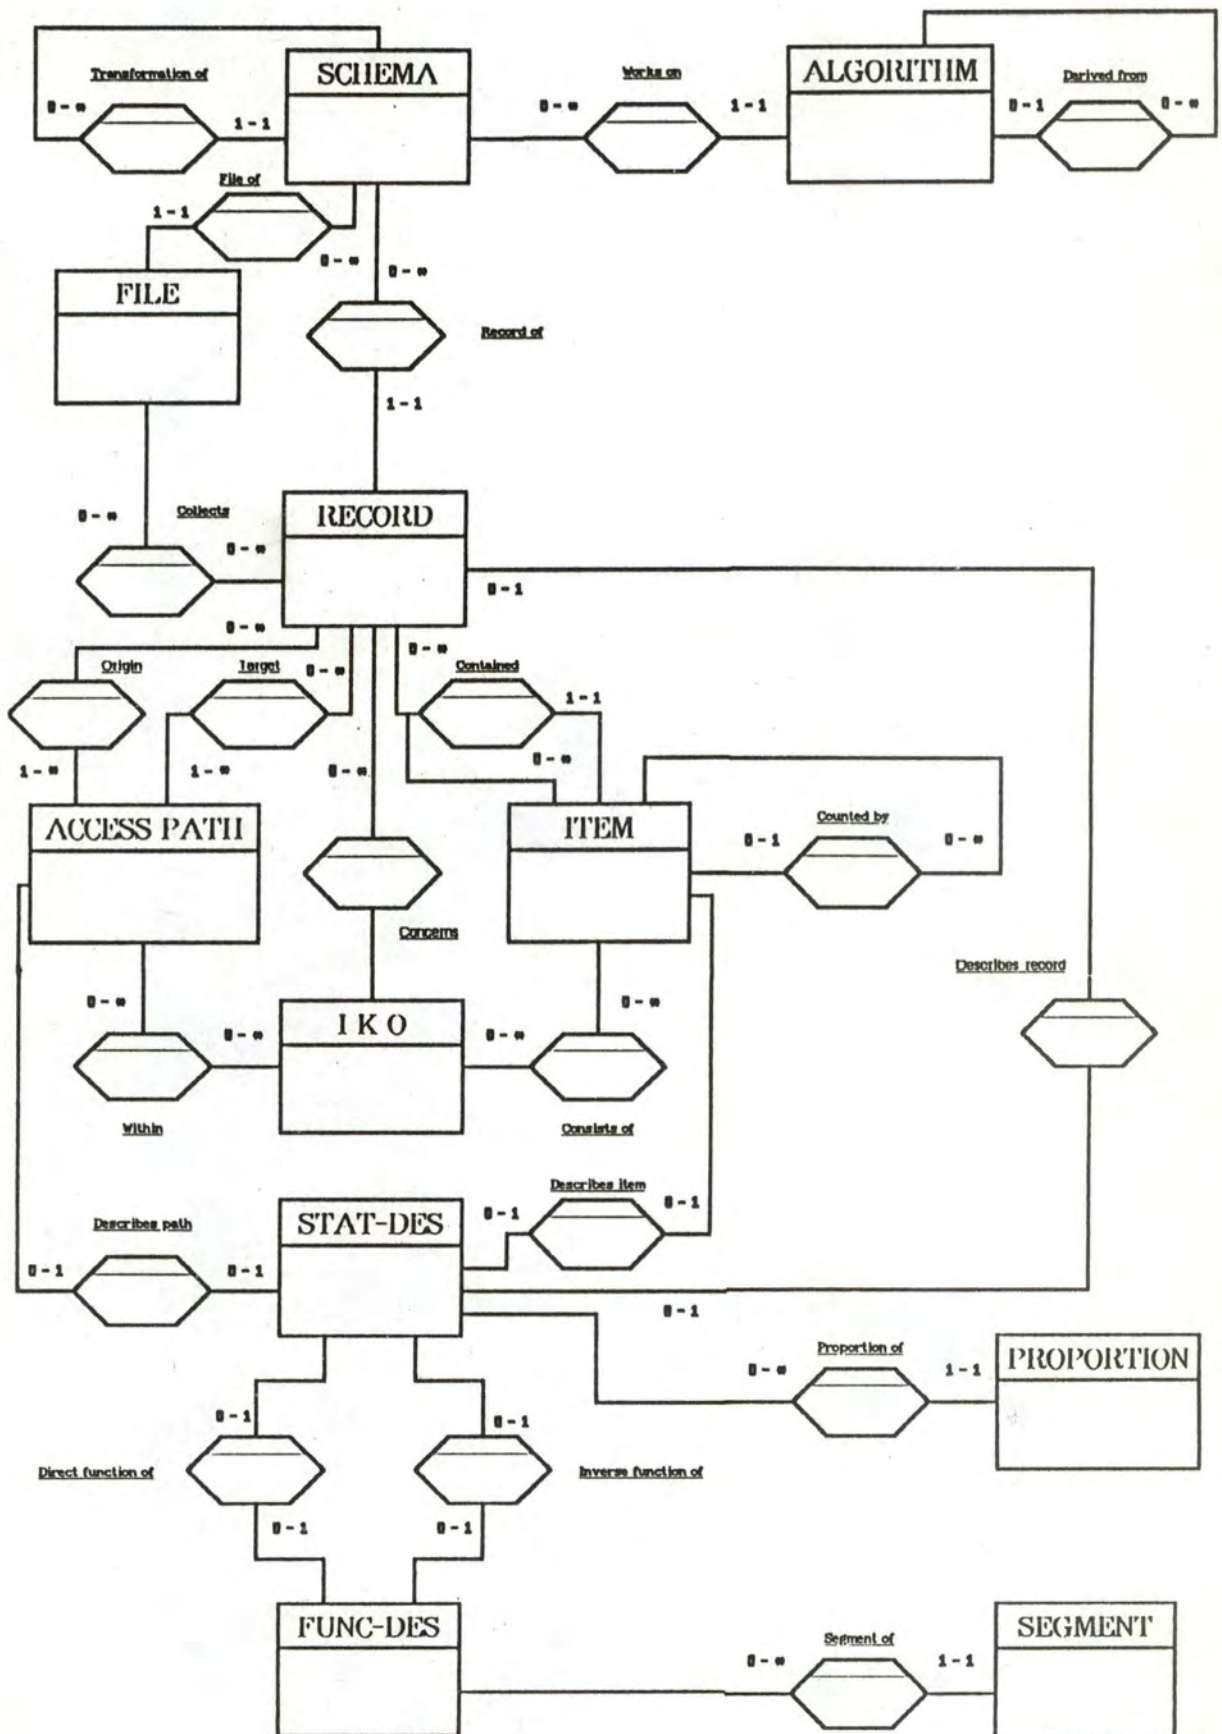 SCHEMA
ALGORITHM
Transformation of
Works on
Derived from
0 - ∞
1 - 1
0 - ∞
1 - 1
0 - 1
0 - ∞
File of
1 - 1
0 - ∞
0 - ∞
FILE
Record of
1 - 1
RECORD
0 - ∞
Collects
0 - ∞
0 - 1
0 - ∞
0 - ∞
Origin
Target
0 - ∞
Contained
1 - 1
1 - ∞
1 - ∞
0 - ∞
0 - ∞
ACCESS PATH
ITEM
Counted by
0 - 1
0 - ∞
Concerns
Describes record
0 - ∞
0 - ∞
I K O
0 - ∞
0 - ∞
Within
Consists of
Describes item
STAT-DES
0 - 1
0 - 1
Describes path
0 - 1
0 - 1
0 - 1
Proportion of
PROPORTION
0 - ∞
1 - 1
0 - 1
0 - 1
Direct function of
Inverse function of
0 - 1
0 - 1
FUNC-DES
SEGMENT
Segment of
0 - ∞
1 - 1